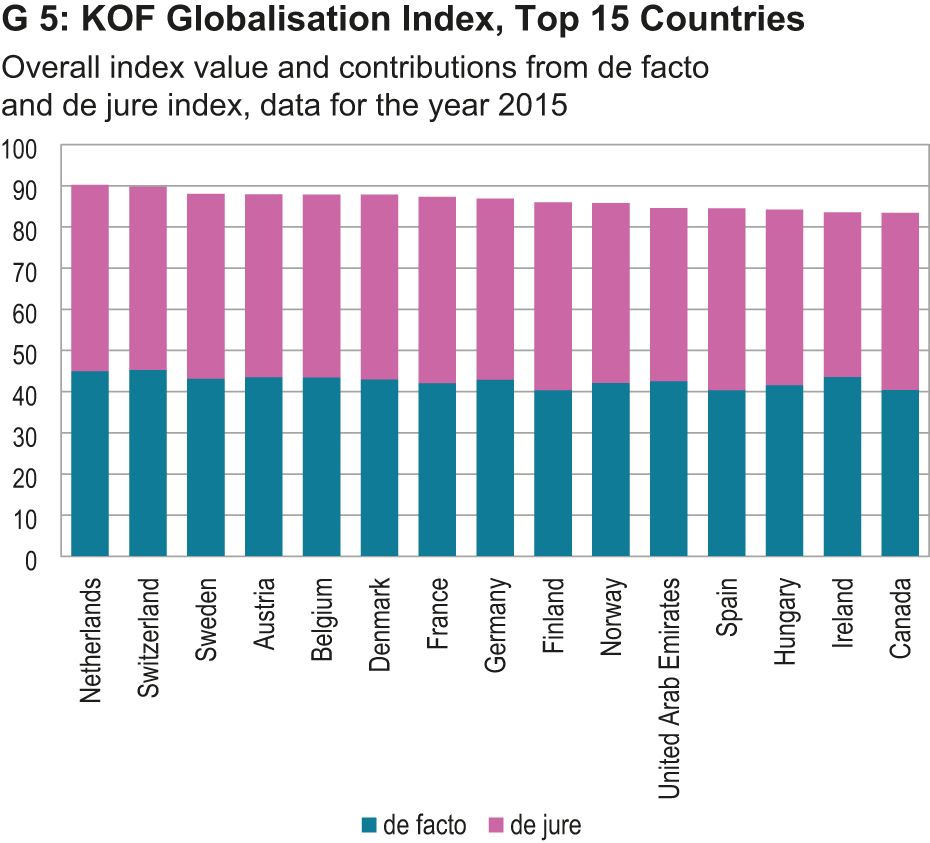 G 5: KOF Globalisation Index, Top 15 Countries
Overall index value and contributions from de facto
and de jure index, data for the year 2015
100
90
80
70
60
50
40
30
20
10
0
Netherlands
Switzerland
Sweden
Austria
Belgium
Denmark
France
Germany
Finland
Norway
United Arab Emirates
Spain
Hungary
Ireland
Canada
de facto de jure